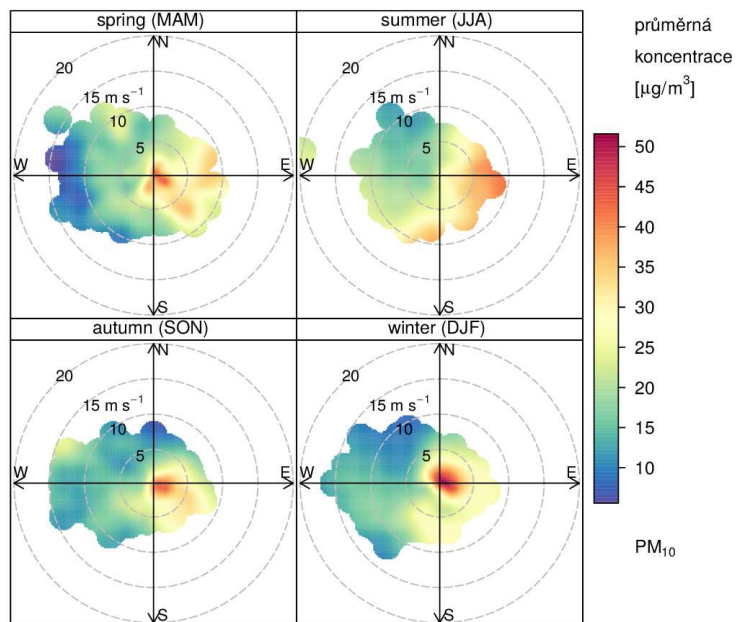 spring (MAM)
N
20
15 m s⁻¹
10
5
W
E
S
summer (JJA)
N
20
15 m s⁻¹
10
5
W
E
S
autumn (SON)
N
20
15 m s⁻¹
10
5
W
E
S
winter (DJF)
N
20
15 m s⁻¹
10
5
W
E
S
průměrná
koncentrace
[µg/m³]
50
45
40
35
30
25
20
15
10
PM₁₀